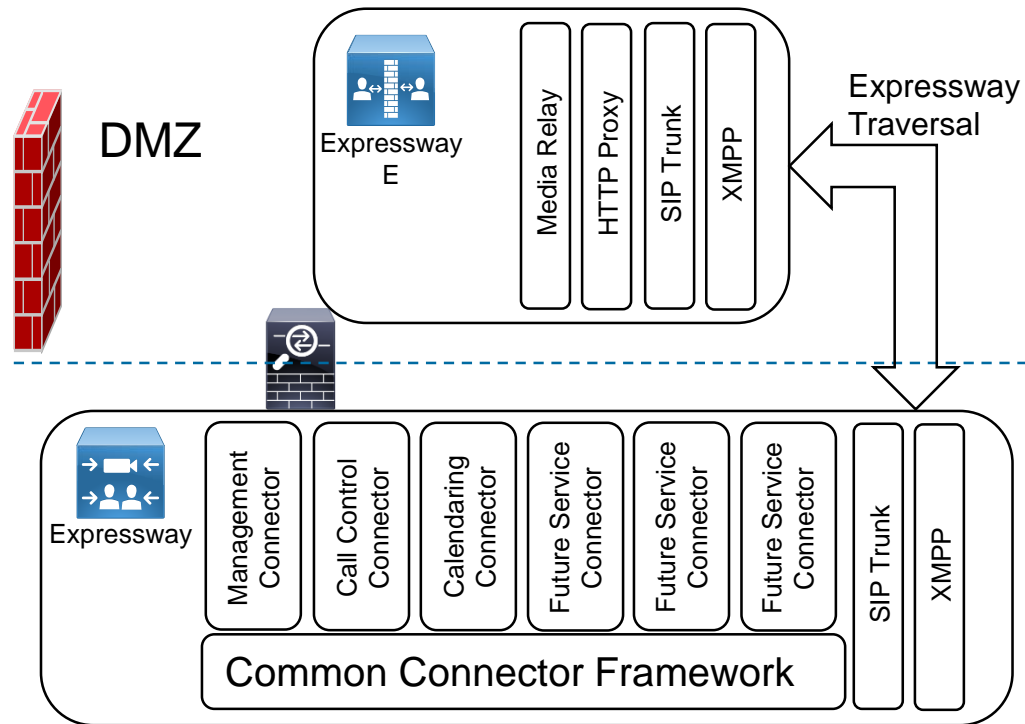 DMZ
Expressway
E
Media Relay
HTTP Proxy
SIP Trunk
XMPP
Expressway
Traversal
Expressway
Management
Connector
Call Control
Connector
Calendaring
Connector
Future Service
Connector
Future Service
Connector
Future Service
Connector
SIP Trunk
XMPP
Common Connector Framework